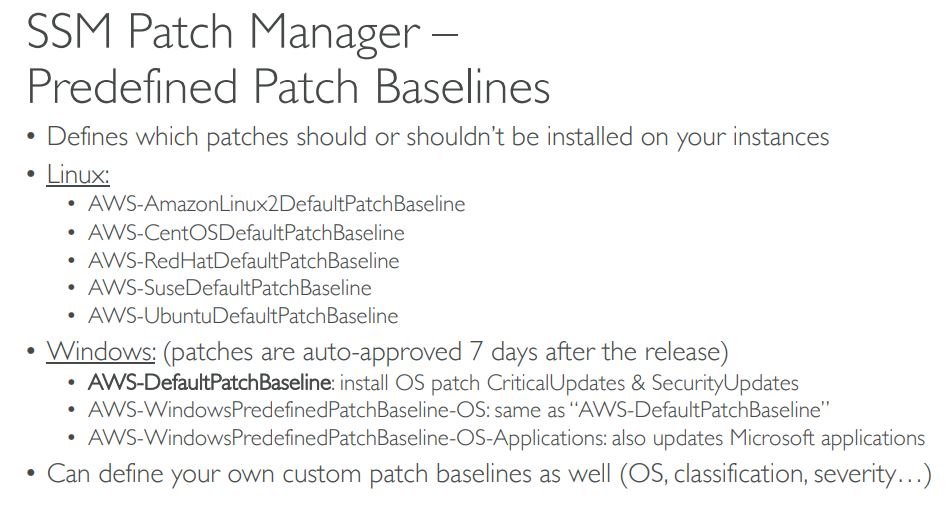 SSM Patch Manager –
Predefined Patch Baselines
• Defines which patches should or shouldn't be installed on your instances
• Linux:
• AWS-AmazonLinux2DefaultPatchBaseline
• AWS-CentOSDefaultPatchBaseline
• AWS-RedHatDefaultPatchBaseline
• AWS-SuseDefaultPatchBaseline
• AWS-UbuntuDefaultPatchBaseline
• Windows: (patches are auto-approved 7 days after the release)
• AWS-DefaultPatchBaseline: install OS patch CriticalUpdates & SecurityUpdates
• AWS-WindowsPredefinedPatchBaseline-OS: same as “AWS-DefaultPatchBaseline”
• AWS-WindowsPredefinedPatchBaseline-OS-Applications: also updates Microsoft applications
• Can define your own custom patch baselines as well (OS, classification, severity…)